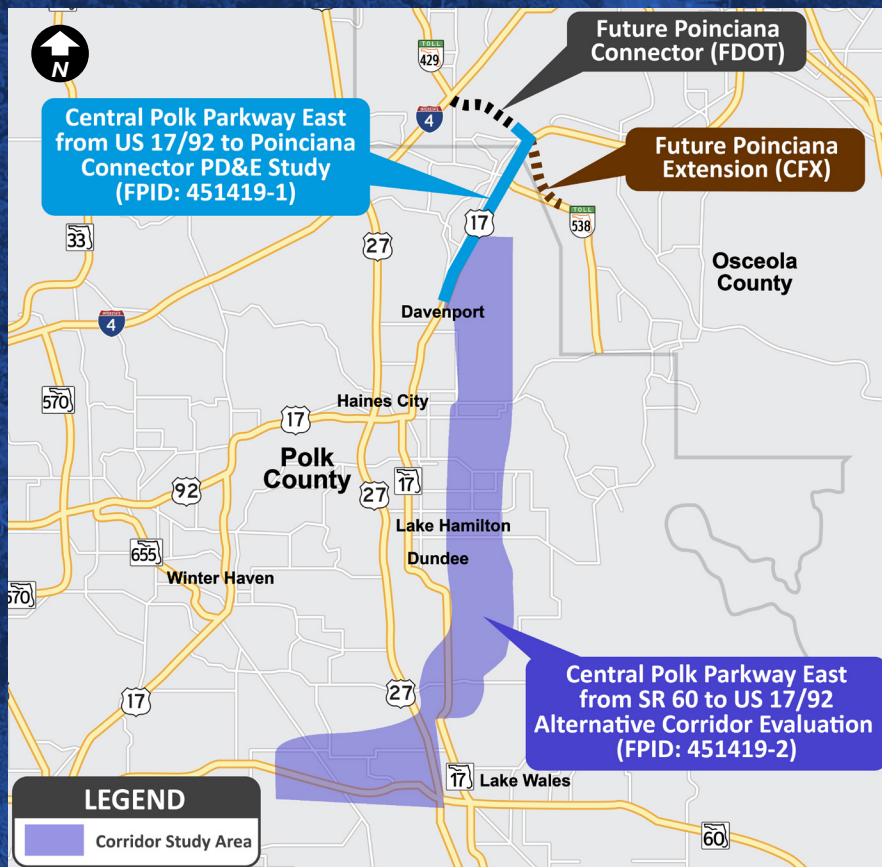 N
TOLL
429
4
Future Poinciana
Connector (FDOT)
Central Polk Parkway East
from US 17/92 to Poinciana
Connector PD&E Study
(FPID: 451419-1)
Future Poinciana
Extension (CFX)
TOLL
538
33
27
17
Osceola
County
4
Davenport
570
Haines City
17
Polk
County
92
27
17
Lake Hamilton
655
Dundee
Winter Haven
570
17
27
Central Polk Parkway East
from SR 60 to US 17/92
Alternative Corridor Evaluation
(FPID: 451419-2)
17
Lake Wales
60
LEGEND
Corridor Study Area